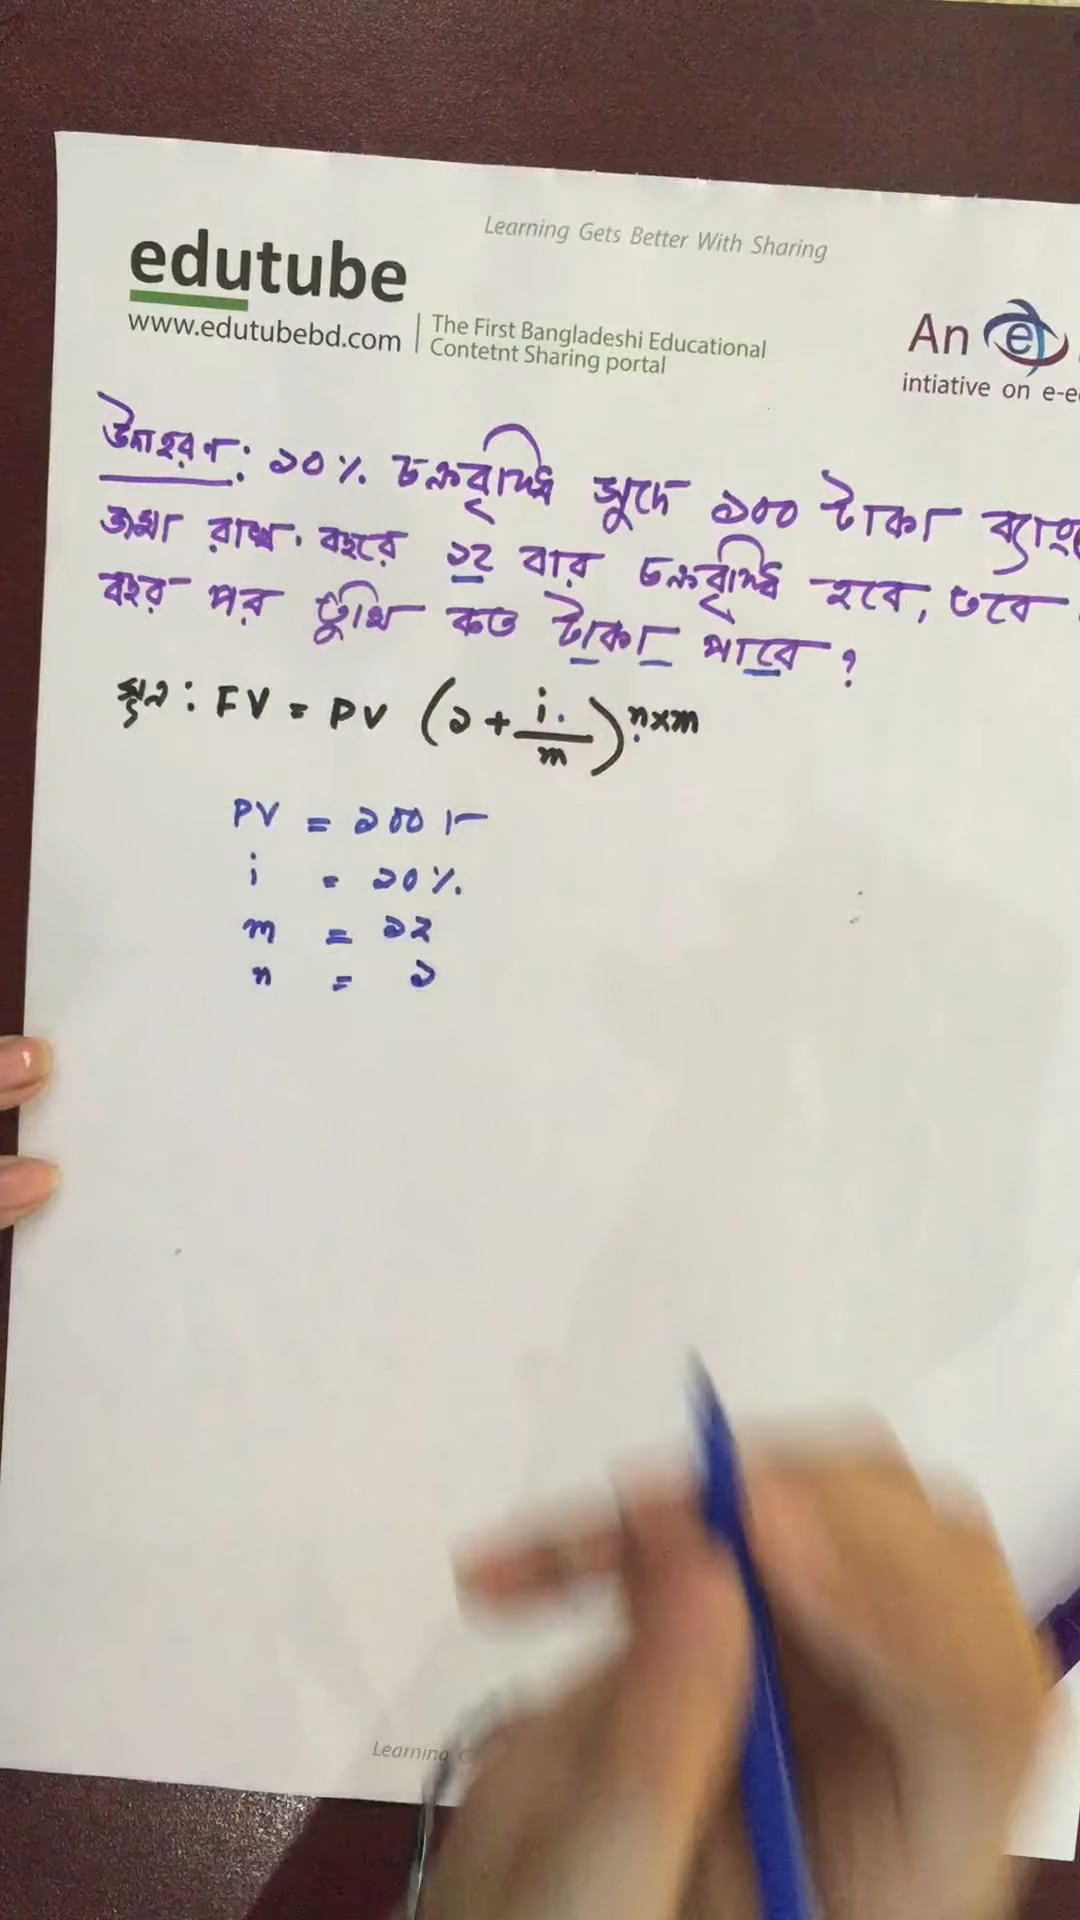 Learning Gets Better With Sharing
edutube
www.edutubebd.com
The First Bangladeshi Educational
Contetnt Sharing portal
An e
intiative on e-e
উদাহরণ: ১০% চক্রবৃদ্ধি সুদে ১০০ টাকা
জমা রাখ. বছরে ১২ বার চক্রবৃদ্ধি হবে, তবে
বছর পর তুমি কত টাকা পাবে?
সূত্র: FV = PV (১ + i/m)^n×m
PV = ১০০৲
i = ১০%
m = ১২
n = ১
Learning